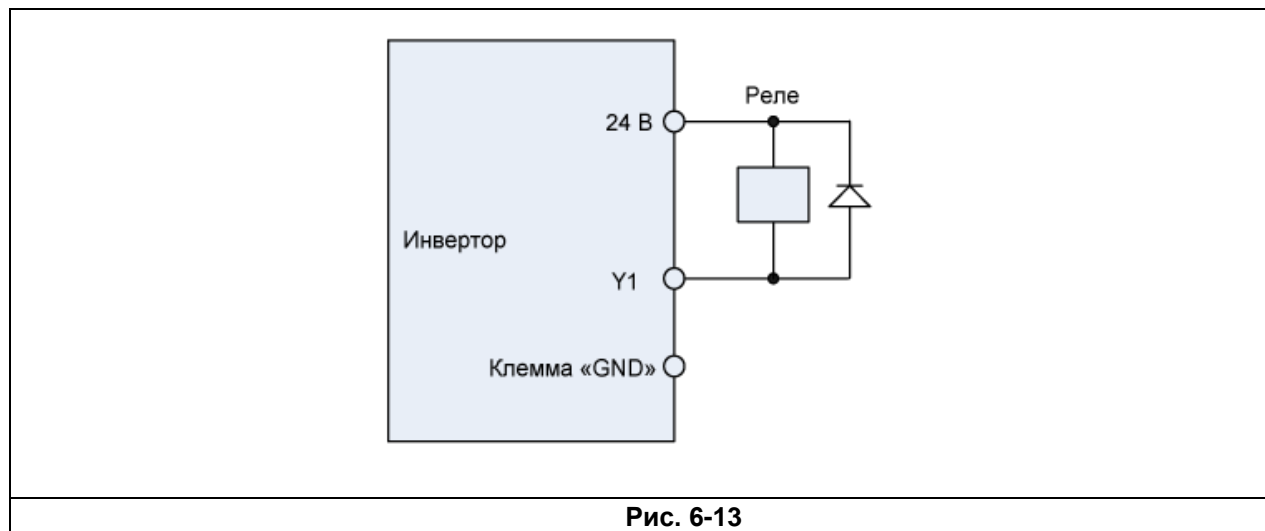 24 В
Реле
Инвертор
Y1
Клемма «GND»
Рис. 6-13